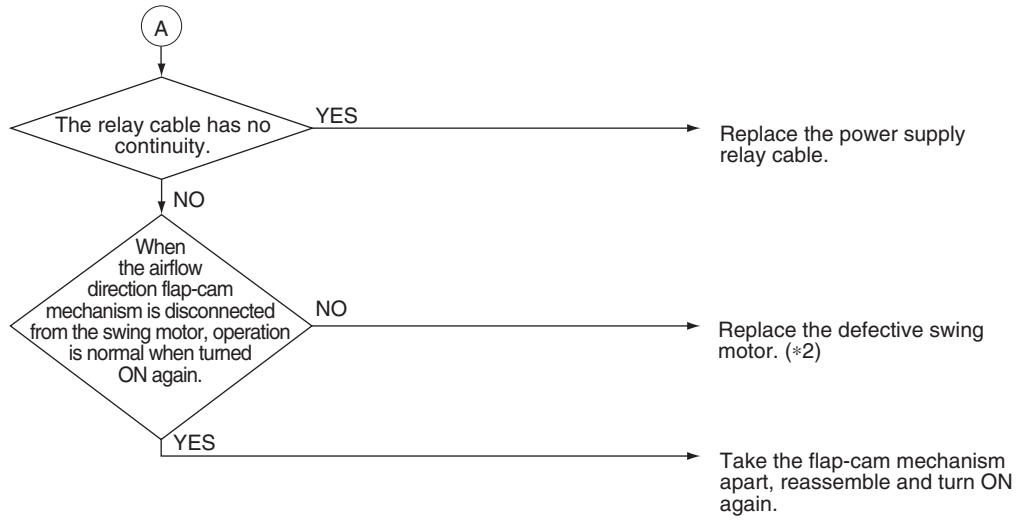 A
The relay cable has no
continuity.
YES
Replace the power supply
relay cable.
NO
When
the airflow
direction flap-cam
mechanism is disconnected
from the swing motor, operation
is normal when turned
ON again.
NO
Replace the defective swing
motor. (*2)
YES
Take the flap-cam mechanism
apart, reassemble and turn ON
again.